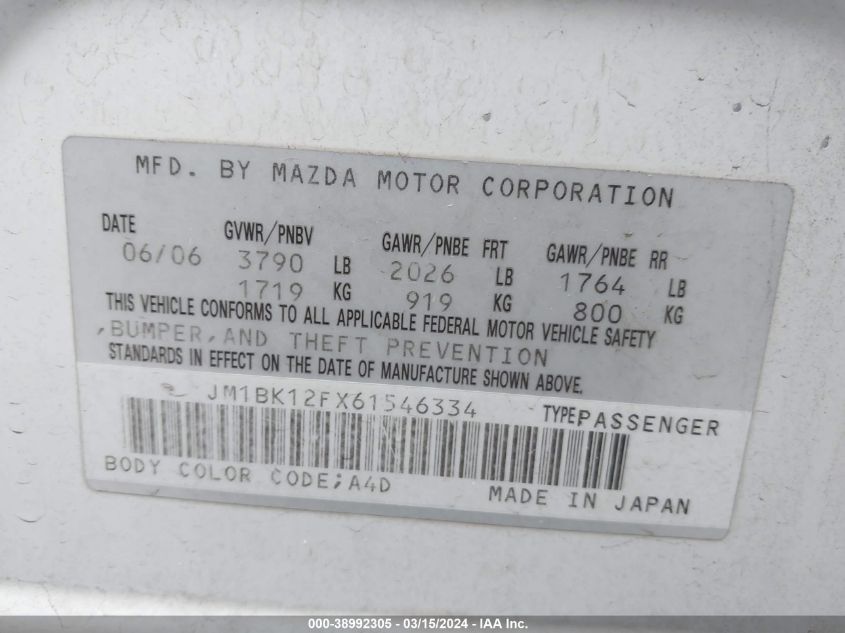 MFD. BY MAZDA MOTOR CORPORATION
DATE GVWR/PNBV GAWR/PNBE FRT GAWR/PNBE RR
06/06 3790 LB 2026 LB 1764 LB
1719 KG 919 KG 800 KG
THIS VEHICLE CONFORMS TO ALL APPLICABLE FEDERAL MOTOR VEHICLE SAFETY
,BUMPER,AND THEFT PREVENTION
STANDARDS IN EFFECT ON THE DATE OF MANUFACTURE SHOWN ABOVE.
JM1BK12FX61546334 TYPE:PASSENGER
BODY COLOR CODE;A4D MADE IN JAPAN
000-38992305 - 03/15/2024 - IAA Inc.